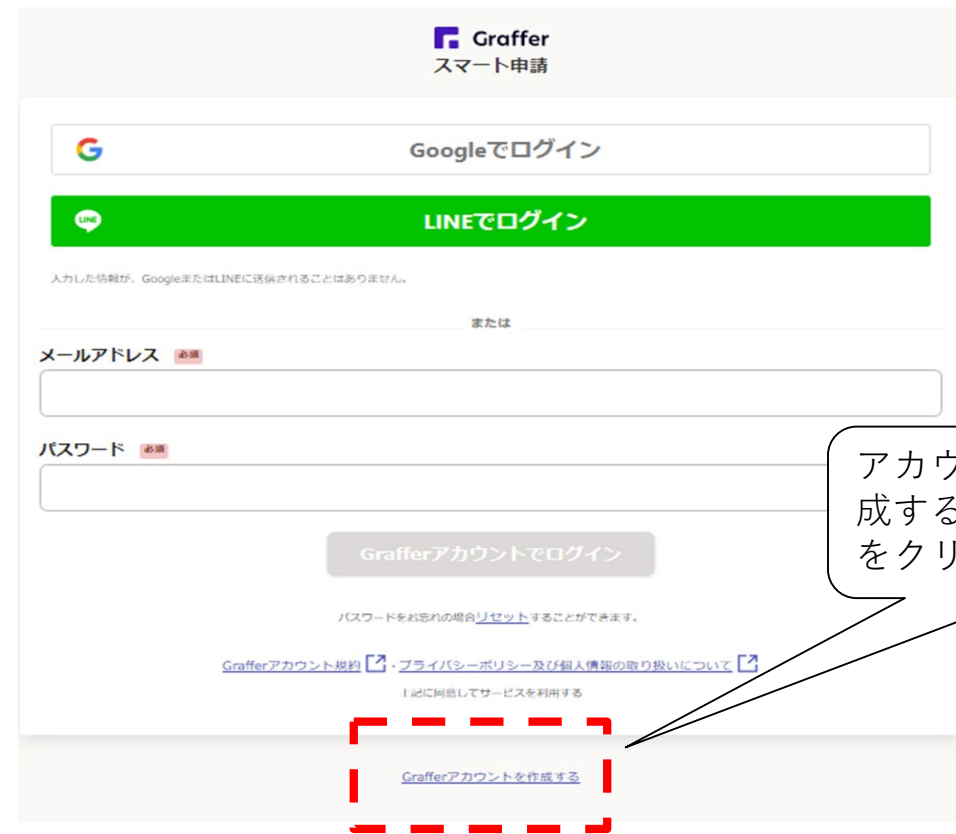 Graffer
スマート申請
Googleでログイン
LINE
LINEでログイン
入力した情報が、GoogleまたはLINEに送信されることはありません。
または
メールアドレス 必須
パスワード 必須
アカウ
成する
をクリ
Grafferアカウントでログイン
パスワードをお忘れの場合リセットすることができます。
Grafferアカウント規約・プライバシーポリシー及び個人情報の取り扱いについて
上記に同意してサービスを利用する
Grafferアカウントを作成する